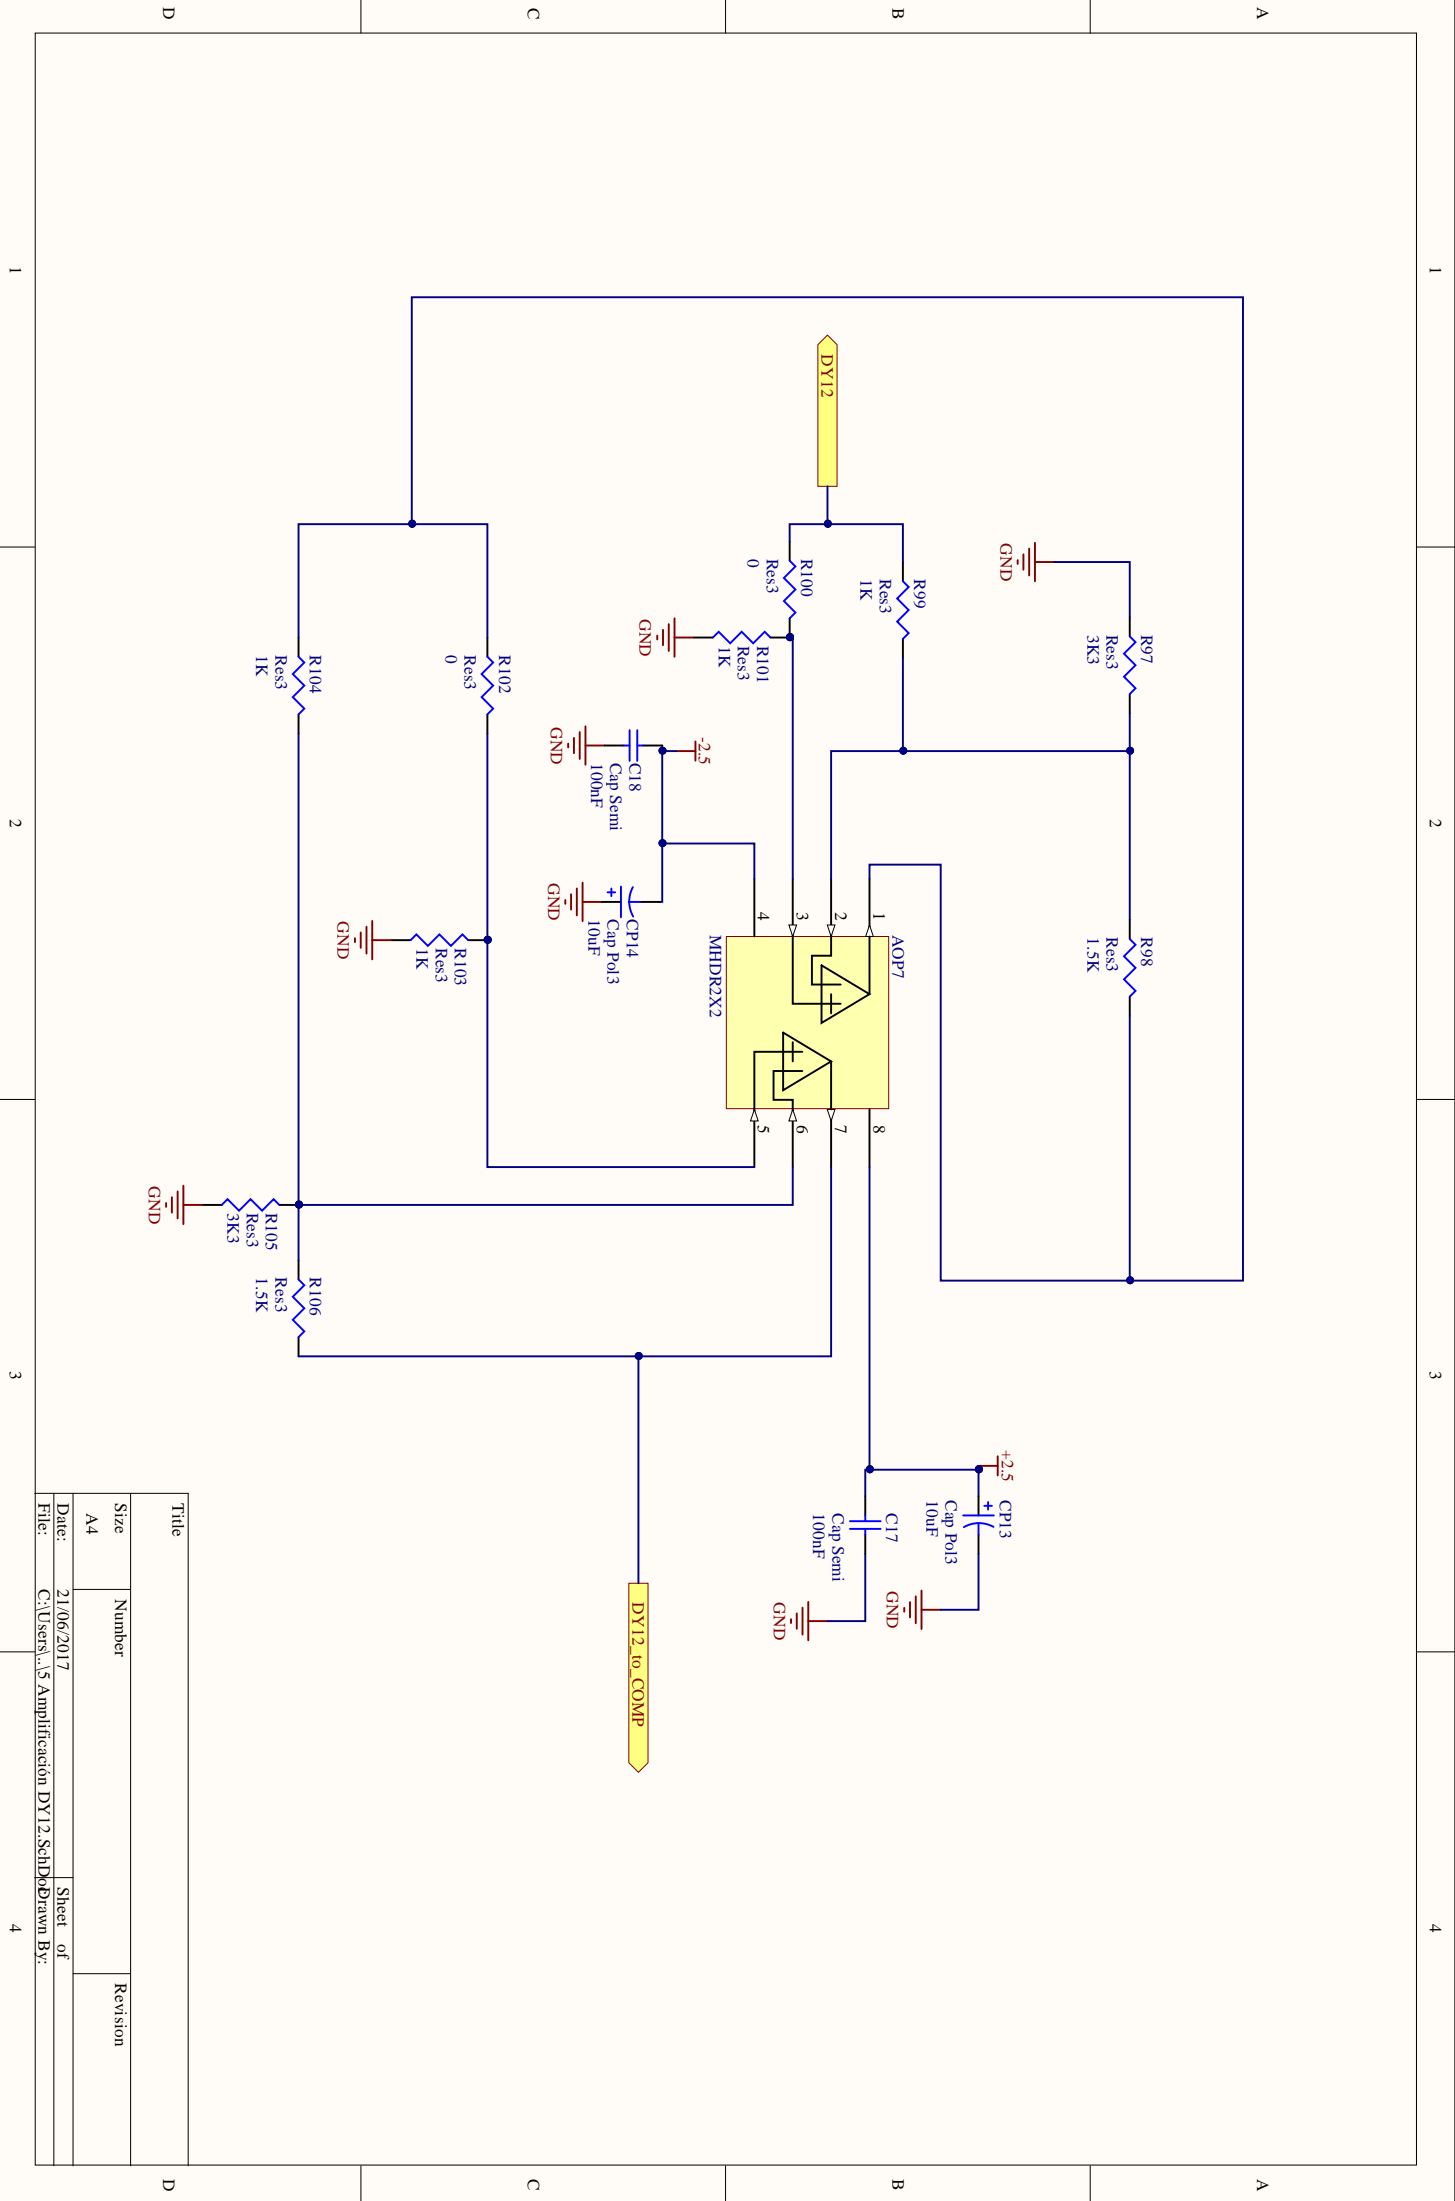 1
2
3
4
A
B
C
D
GND
R97
Res3
3K3
R98
Res3
1.5K
DY12
R99
Res3
1K
R100
Res3
0
R101
Res3
1K
GND
AOP7
1
2
3
4
8
7
6
5
MHDR2X2
-2.5
C18
Cap Semi
100nF
GND
CP14
Cap Pol3
10uF
GND
+2.5
CP13
Cap Pol3
10uF
GND
C17
Cap Semi
100nF
GND
R102
Res3
0
R103
Res3
1K
GND
R104
Res3
1K
R105
Res3
3K3
GND
R106
Res3
1.5K
DY12_to_COMP
Title
Size
Number
Revision
A4
Date:
21/06/2017
Sheet of
File:
C:\Users\..\5 Amplificación DY12.SchDoc
Drawn By:
1
2
3
4
A
B
C
D